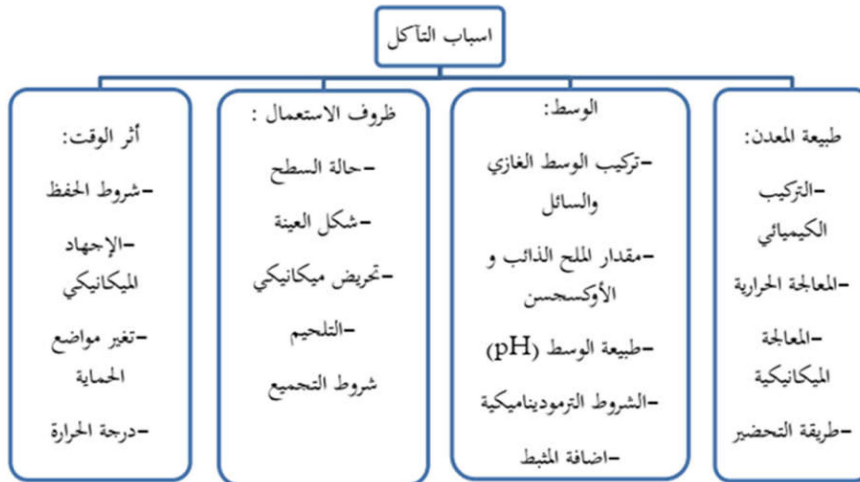 اسباب التآكل
طبيعة المعدن:
-التركيب
الكيميائي
-المعالجة الحرارية
-المعالجة
الميكانيكية
-طريقة التحضير
الوسط:
-تركيب الوسط الغازي
والسائل
-مقدار الملح الذائب و
الأوكسجسن
-طبيعة الوسط (pH)
-الشروط الترموديناميكية
-اضافة المثبط
ظروف الاستعمال :
-حالة السطح
-شكل العينة
-تحريض ميكانيكي
-التلحيم
شروط التجميع
أثر الوقت:
-شروط الحفظ
-الإجهاد
الميكانيكي
-تغير مواضع
الحماية
-درجة الحرارة